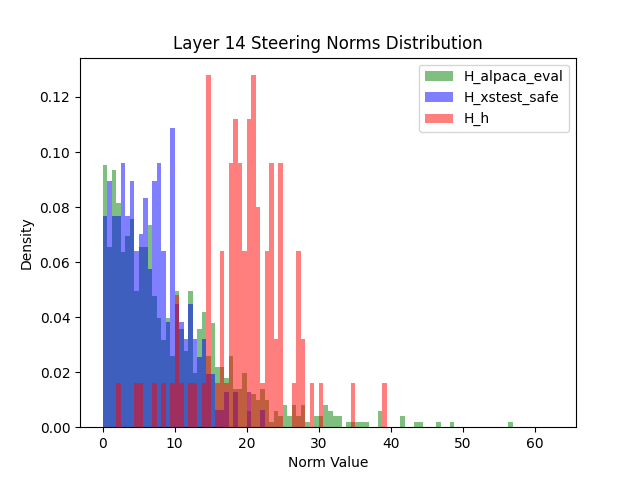 Layer 14 Steering Norms Distribution
H_alpaca_eval
H_xstest_safe
H_h
Density
0.12
0.10
0.08
0.06
0.04
0.02
0.00
0 10 20 30 40 50 60
Norm Value